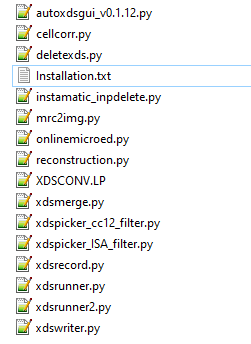 autoxdsgui_v0.1.12.py
cellcorr.py
deletexds.py
Installation.txt
instamatic_inpdelete.py
mrc2img.py
onlinemicroed.py
reconstruction.py
XDSCONV.LP
xdsmerge.py
xdspicker_cc12_filter.py
xdspicker_ISA_filter.py
xdsrecord.py
xdsrunner.py
xdsrunner2.py
xdswriter.py